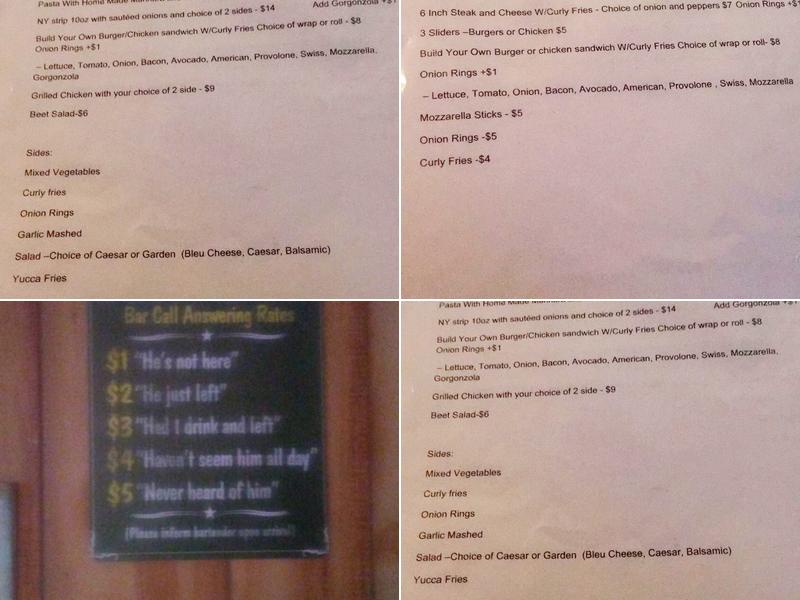 Pasta With Home Made
NY strip 10oz with sautéed onions and choice of 2 sides - $14 Add Gorgonzola +$1
Build Your Own Burger/Chicken sandwich W/Curly Fries Choice of wrap or roll - $8
Onion Rings +$1
– Lettuce, Tomato, Onion, Bacon, Avocado, American, Provolone, Swiss, Mozzarella,
Gorgonzola
Grilled Chicken with your choice of 2 side - $9
Beet Salad-$6
Sides:
Mixed Vegetables
Curly fries
Onion Rings
Garlic Mashed
Salad –Choice of Caesar or Garden (Bleu Cheese, Caesar, Balsamic)
Yucca Fries
6 Inch Steak and Cheese W/Curly Fries - Choice of onion and peppers $7 Onion Rings +$1
3 Sliders –Burgers or Chicken $5
Build Your Own Burger or chicken sandwich W/Curly Fries Choice of wrap or roll- $8
Onion Rings +$1
– Lettuce, Tomato, Onion, Bacon, Avocado, American, Provolone , Swiss, Mozzarella
Mozzarella Sticks - $5
Onion Rings -$5
Curly Fries -$4
Bar Call Answering Rates
$1 "He's not here"
$2 "He just left"
$3 "Had 1 drink and left"
$4 "Haven't seem him all day"
$5 "Never heard of him"
(Please inform bartender upon arrival)
Pasta With Home Made
NY strip 10oz with sautéed onions and choice of 2 sides - $14 Add Gorgonzola +$1
Build Your Own Burger/Chicken sandwich W/Curly Fries Choice of wrap or roll - $8
Onion Rings +$1
– Lettuce, Tomato, Onion, Bacon, Avocado, American, Provolone, Swiss, Mozzarella,
Gorgonzola
Grilled Chicken with your choice of 2 side - $9
Beet Salad-$6
Sides:
Mixed Vegetables
Curly fries
Onion Rings
Garlic Mashed
Salad –Choice of Caesar or Garden (Bleu Cheese, Caesar, Balsamic)
Yucca Fries